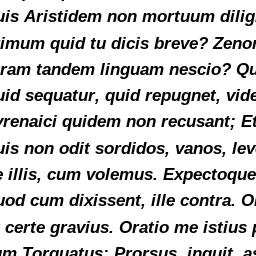 uis Aristidem non mortuum dilig
imum quid tu dicis breve? Zenon
ram tandem linguam nescio? Qu
uid sequatur, quid repugnet, vide
yrenaici quidem non recusant; Et
uis non odit sordidos, vanos, leve
e illis, cum volemus. Expectoque
uod cum dixissent, ille contra. O
certe gravius. Oratio me istius p
um Torquatus: Prorsus, inquit, as